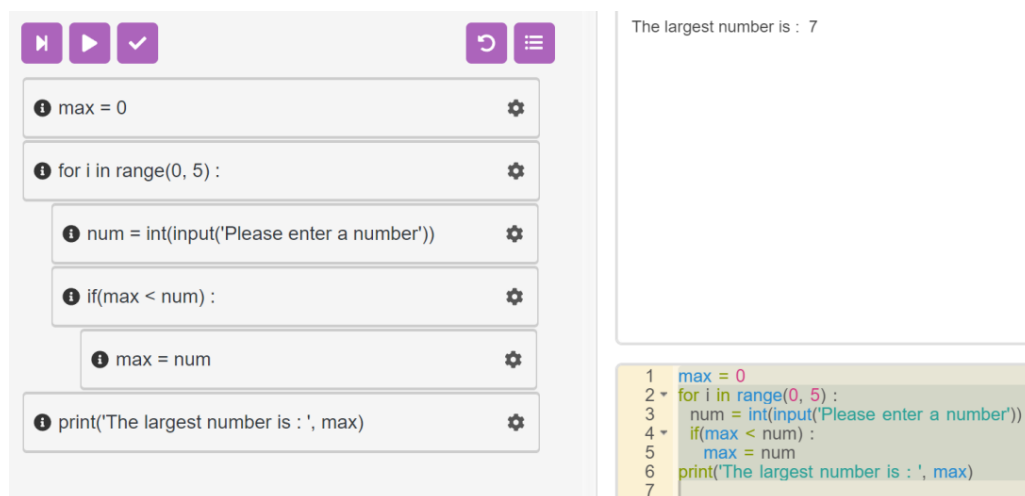 The largest number is :  7
max = 0
for i in range(0, 5) :
num = int(input('Please enter a number'))
if(max < num) :
max = num
print('The largest number is : ', max)
1 max = 0
2 for i in range(0, 5) :
3 num = int(input('Please enter a number'))
4 if(max < num) :
5 max = num
6 print('The largest number is : ', max)
7